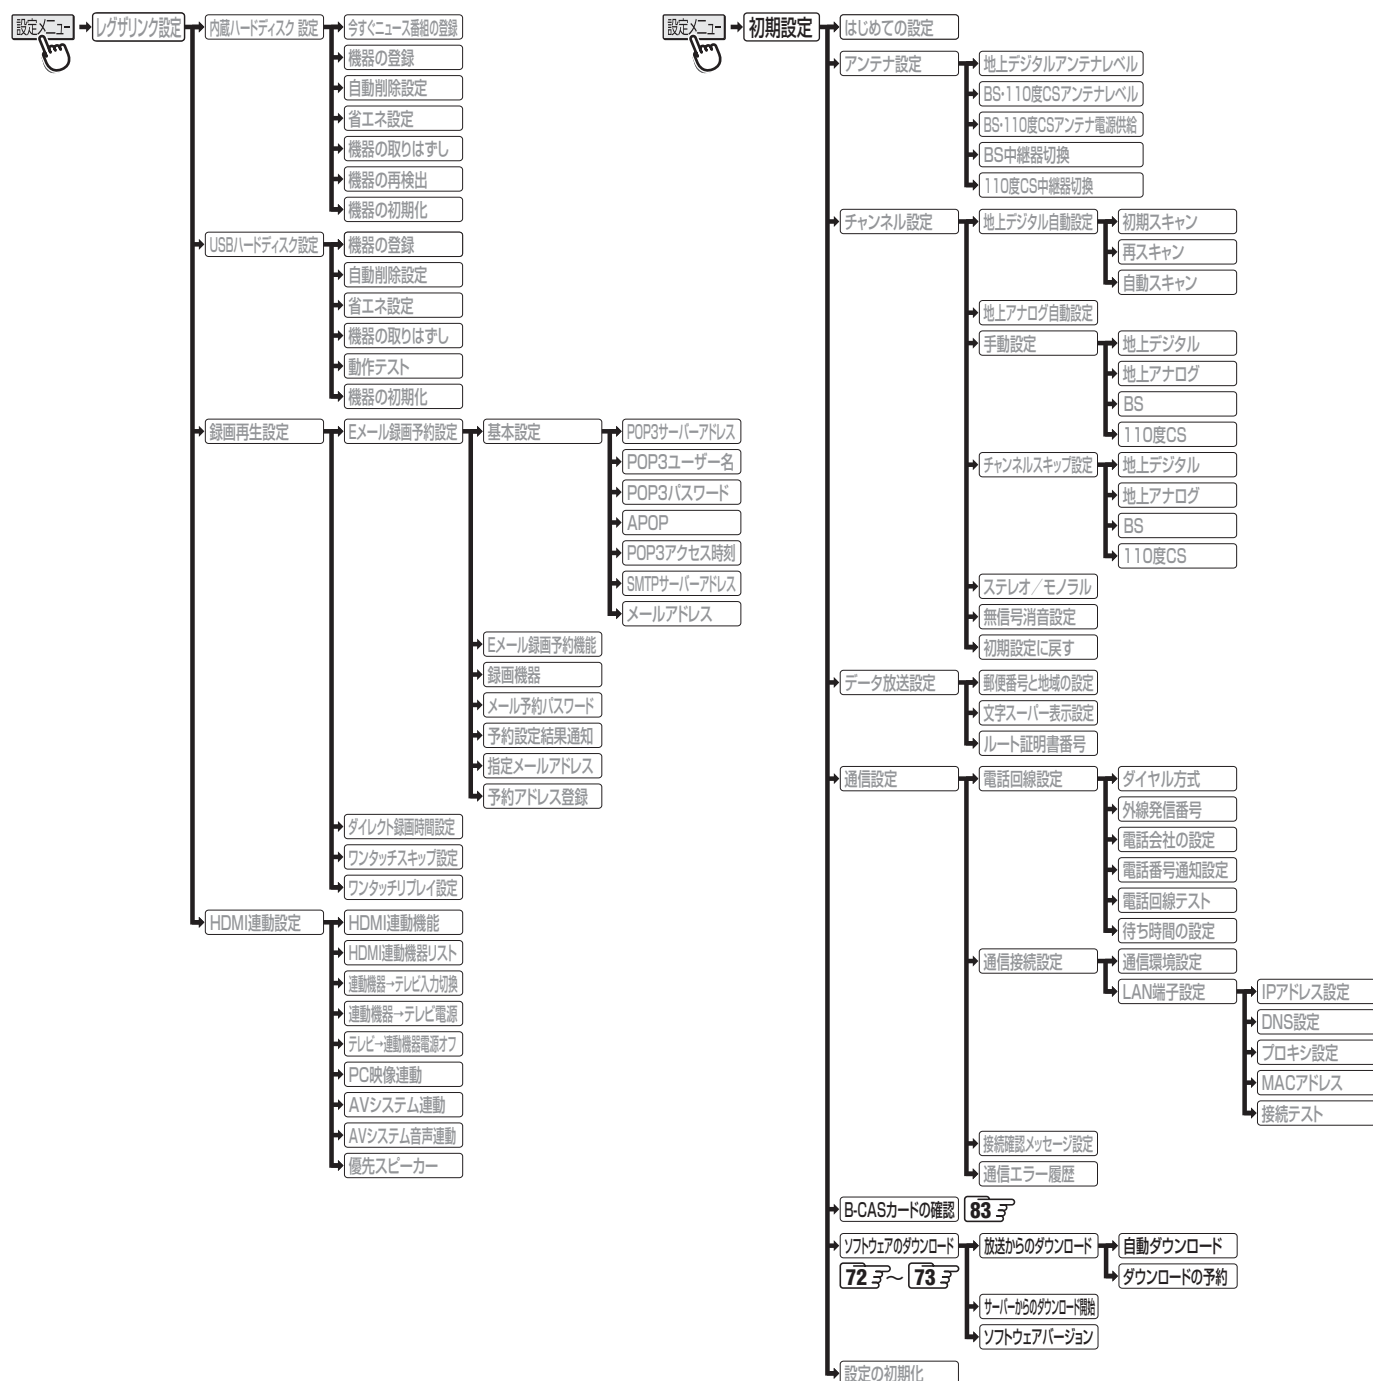 設定メニュー
レグザリンク設定
内蔵ハードディスク 設定
今すぐニュース番組の登録
機器の登録
自動削除設定
省エネ設定
機器の取りはずし
機器の再検出
機器の初期化
USBハードディスク設定
機器の登録
自動削除設定
省エネ設定
機器の取りはずし
動作テスト
機器の初期化
録画再生設定
Eメール録画予約設定
基本設定
POP3サーバーアドレス
POP3ユーザー名
POP3パスワード
APOP
POP3アクセス時刻
SMTPサーバーアドレス
メールアドレス
Eメール録画予約機能
録画機器
メール予約パスワード
予約設定結果通知
指定メールアドレス
予約アドレス登録
ダイレクト録画時間設定
ワンタッチスキップ設定
ワンタッチリプレイ設定
HDMI連動設定
HDMI連動機能
HDMI連動機器リスト
連動機器→テレビ入力切換
連動機器→テレビ電源
テレビ→連動機器電源オフ
PC映像連動
AVシステム連動
AVシステム音声連動
優先スピーカー
設定メニュー
初期設定
はじめての設定
アンテナ設定
地上デジタルアンテナレベル
BS・110度CSアンテナレベル
BS・110度CSアンテナ電源供給
BS中継器切換
110度CS中継器切換
チャンネル設定
地上デジタル自動設定
初期スキャン
再スキャン
自動スキャン
地上アナログ自動設定
手動設定
地上デジタル
地上アナログ
BS
110度CS
チャンネルスキップ設定
地上デジタル
地上アナログ
BS
110度CS
ステレオ／モノラル
無信号消音設定
初期設定に戻す
データ放送設定
郵便番号と地域の設定
文字スーパー表示設定
ルート証明書番号
通信設定
電話回線設定
ダイヤル方式
外線発信番号
電話会社の設定
電話番号通知設定
電話回線テスト
待ち時間の設定
通信接続設定
通信環境設定
LAN端子設定
IPアドレス設定
DNS設定
プロキシ設定
MACアドレス
接続テスト
接続確認メッセージ設定
通信エラー履歴
B-CASカードの確認 83
ソフトウェアのダウンロード
72 ～ 73
放送からのダウンロード
自動ダウンロード
ダウンロードの予約
サーバーからのダウンロード開始
ソフトウェアバージョン
設定の初期化